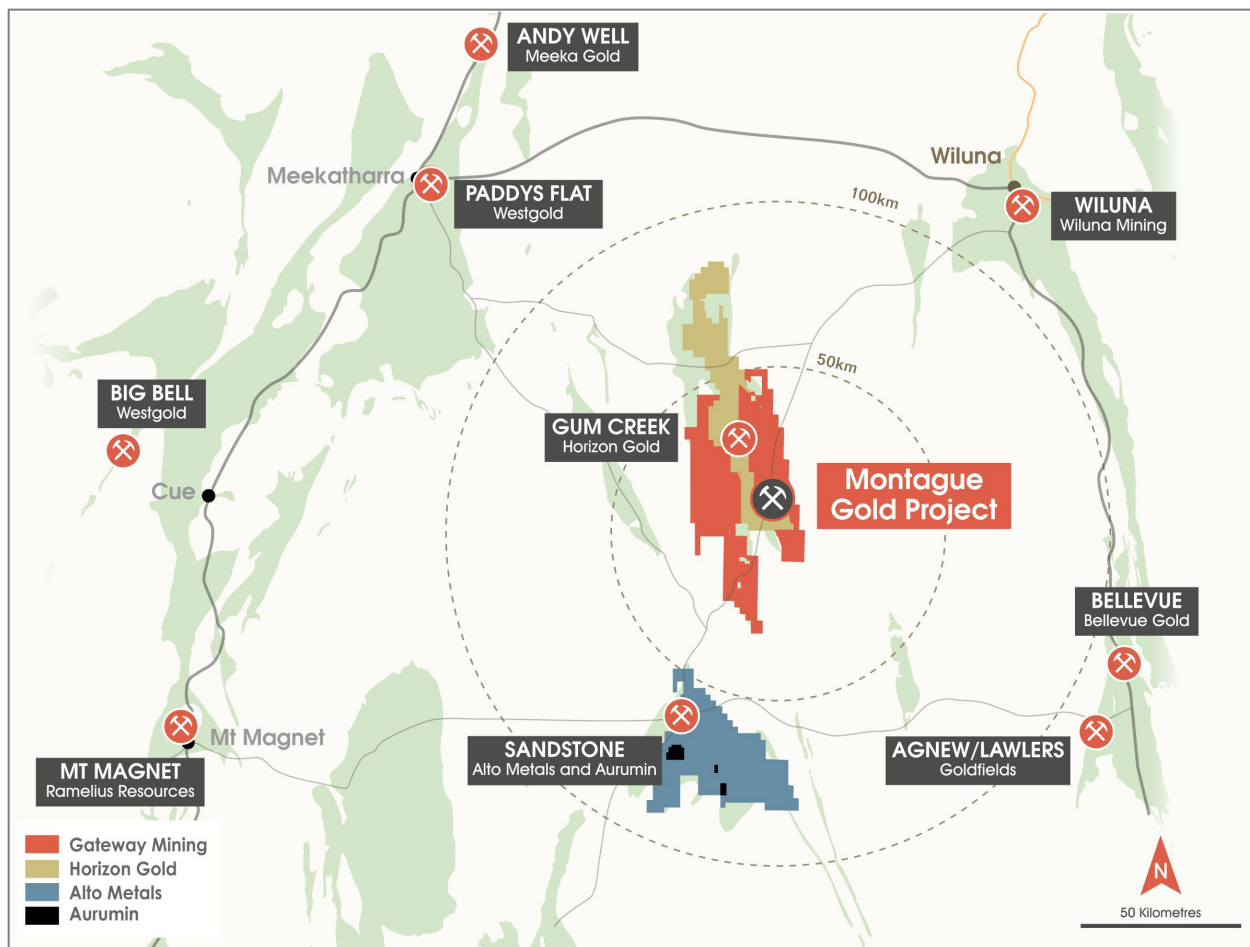 ANDY WELL
Meeka Gold
Meekatharra
PADDYS FLAT
Westgold
Wiluna
WILUNA
Wiluna Mining
100km
50km
BIG BELL
Westgold
GUM CREEK
Horizon Gold
Montague
Gold Project
Cue
BELLEVUE
Bellevue Gold
Mt Magnet
MT MAGNET
Ramelius Resources
SANDSTONE
Alto Metals and Aurumin
AGNEW/LAWLERS
Goldfields
Gateway Mining
Horizon Gold
Alto Metals
Aurumin
N
50 Kilometres